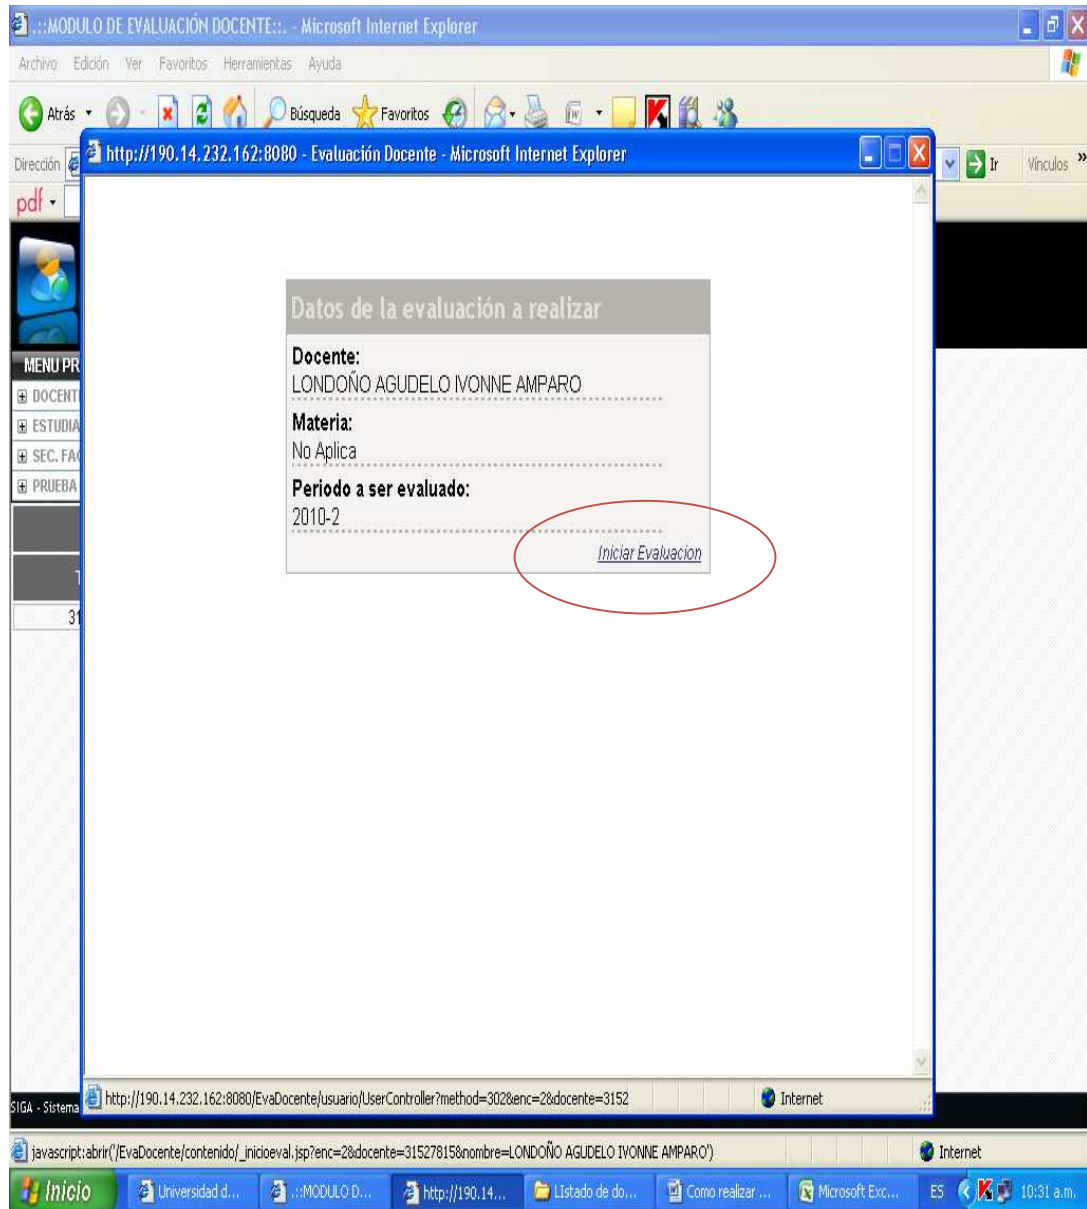 .::MODULO DE EVALUACIÓN DOCENTE::. - Microsoft Internet Explorer
Archivo Edición Ver Favoritos Herramientas Ayuda
Atrás Búsqueda Favoritos
Dirección Ir Vínculos »
pdf
http://190.14.232.162:8080 - Evaluación Docente - Microsoft Internet Explorer
Datos de la evaluación a realizar
Docente:
LONDOÑO AGUDELO IVONNE AMPARO
Materia:
No Aplica
Periodo a ser evaluado:
2010-2
Iniciar Evaluacion
MENU PR
DOCENT
ESTUDIA
SEC. FA
PRUEBA
T
31
http://190.14.232.162:8080/EvaDocente/usuario/UserController?method=302&enc=2&docente=3152 Internet
SIGA - Sistema
javascript:abrir('/EvaDocente/contenido/_inicioeval.jsp?enc=2&docente=31527815&nombre=LONDOÑO AGUDELO IVONNE AMPARO') Internet
Inicio Universidad d... .::MODULO D... http://190.14... LIstado de do... Como realizar ... Microsoft Exc... ES 10:31 a.m.